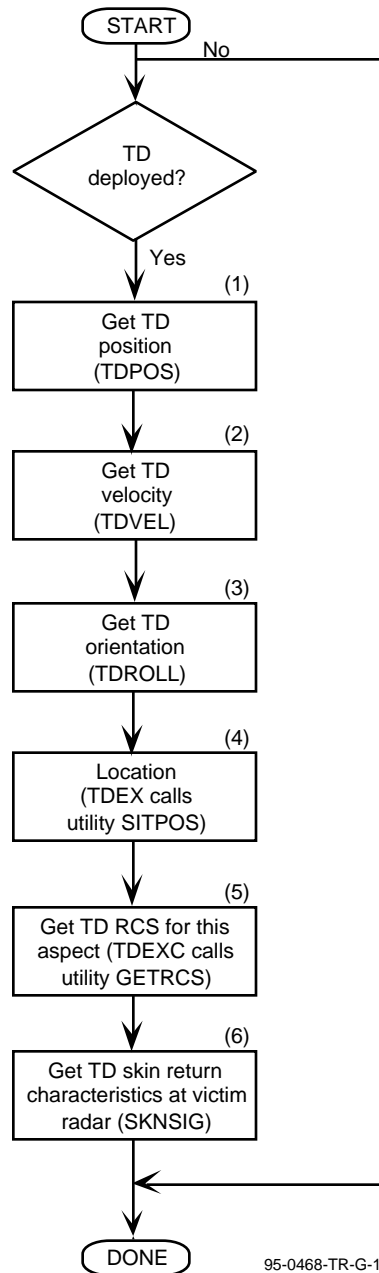 START
No
TD
deployed?
Yes
(1)
Get TD
position
(TDPOS)
(2)
Get TD
velocity
(TDVEL)
(3)
Get TD
orientation
(TDROLL)
(4)
Location
(TDEX calls
utility SITPOS)
(5)
Get TD RCS for this
aspect (TDEXC calls
utility GETRCS)
(6)
Get TD skin return
characteristics at victim
radar (SKNSIG)
DONE
95-0468-TR-G-1